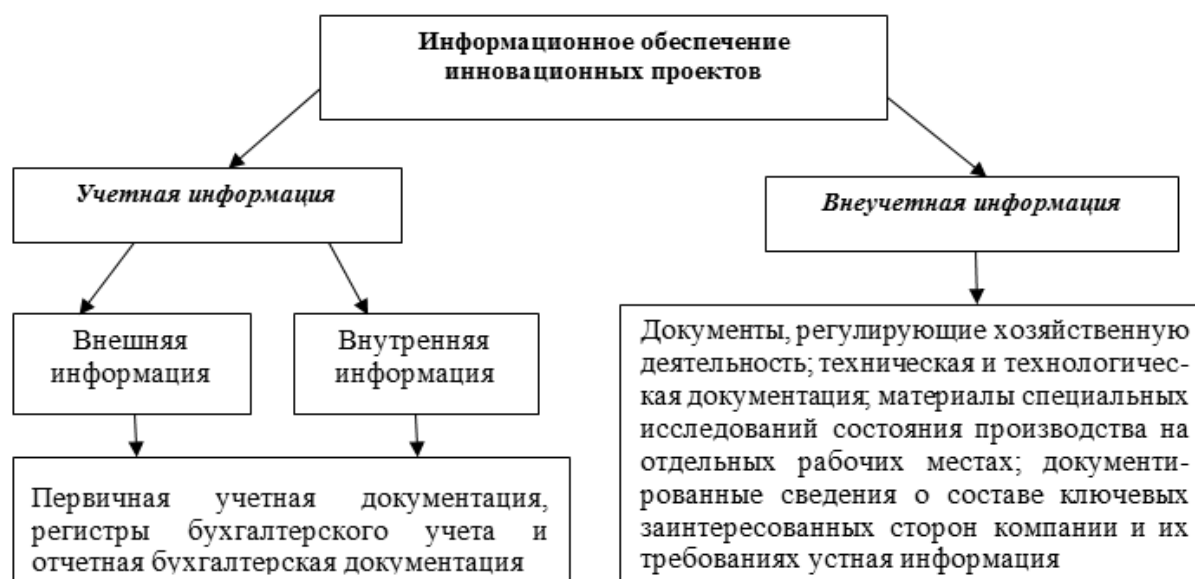 Информационное обеспечение
инновационных проектов
Учетная информация
Внеучетная информация
Внешняя
информация
Внутренняя
информация
Первичная учетная документация,
регистры бухгалтерского учета и
отчетная бухгалтерская документация
Документы, регулирующие хозяйственную
деятельность; техническая и технологичес-
кая документация; материалы специальных
исследований состояния производства на
отдельных рабочих местах; документи-
рованные сведения о составе ключевых
заинтересованных сторон компании и их
требованиях устная информация